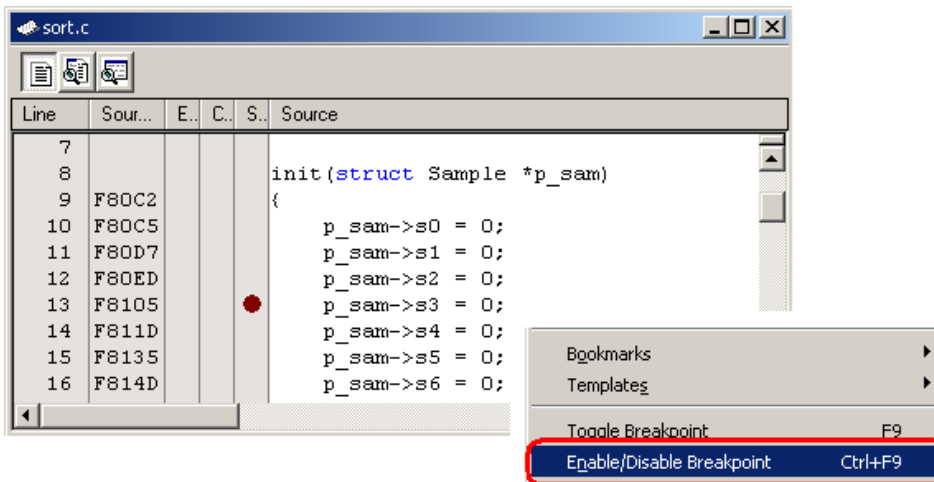 sort.c
Line Sour... E.. C.. S.. Source
7
8 init(struct Sample *p_sam)
9 F80C2 {
10 F80C5 p_sam->s0 = 0;
11 F80D7 p_sam->s1 = 0;
12 F80ED p_sam->s2 = 0;
13 F8105 p_sam->s3 = 0;
14 F811D p_sam->s4 = 0;
15 F8135 p_sam->s5 = 0;
16 F814D p_sam->s6 = 0;
Bookmarks
Templates
Toggle Breakpoint F9
Enable/Disable Breakpoint Ctrl+F9